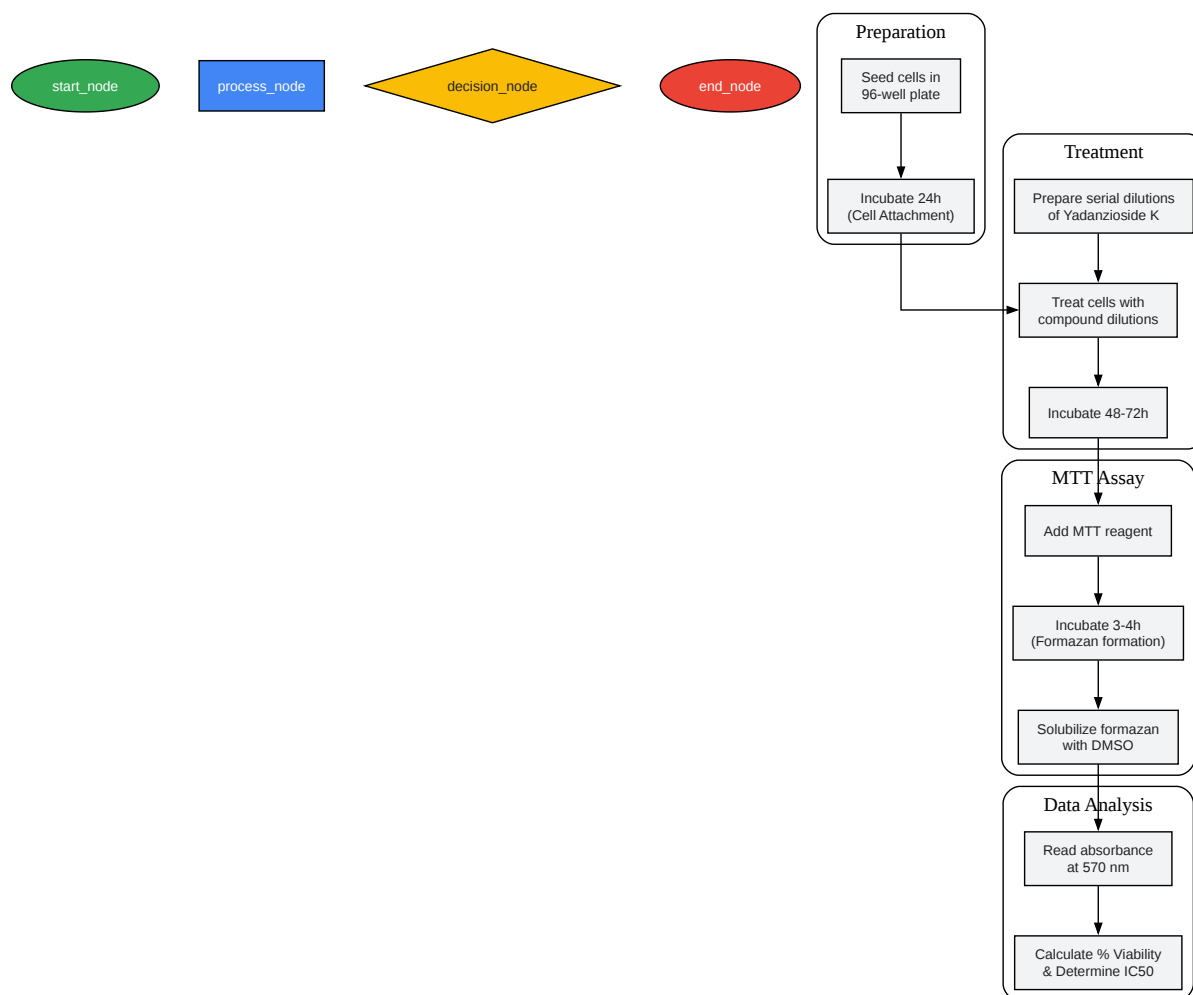 start_node
process_node
decision_node
end_node
Preparation
Seed cells in
96-well plate
Incubate 24h
(Cell Attachment)
Treatment
Prepare serial dilutions
of Yadanzioside K
Treat cells with
compound dilutions
Incubate 48-72h
MTT Assay
Add MTT reagent
Incubate 3-4h
(Formazan formation)
Solubilize formazan
with DMSO
Data Analysis
Read absorbance
at 570 nm
Calculate % Viability
& Determine IC50